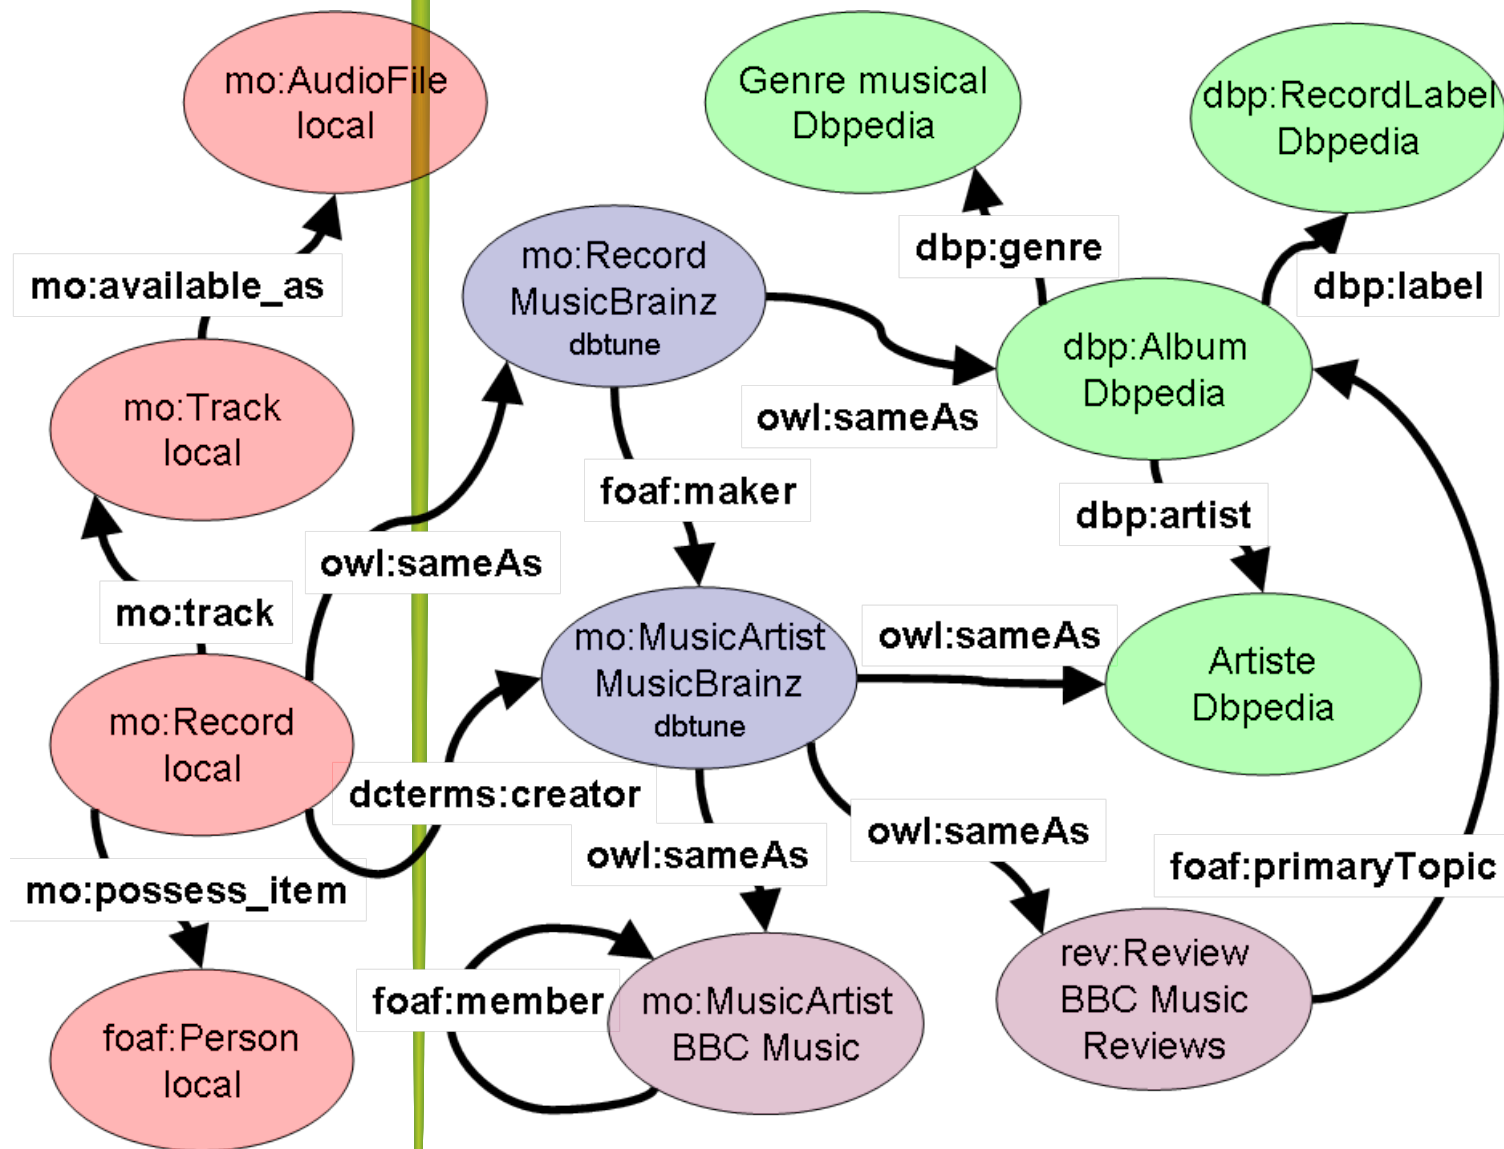 mo:AudioFile
local
Genre musical
Dbpedia
dbp:RecordLabel
Dbpedia
mo:available_as
mo:Record
MusicBrainz
dbtune
dbp:genre
dbp:label
dbp:Album
Dbpedia
mo:Track
local
owl:sameAs
foaf:maker
dbp:artist
owl:sameAs
mo:track
mo:MusicArtist
MusicBrainz
dbtune
owl:sameAs
Artiste
Dbpedia
mo:Record
local
dcterms:creator
owl:sameAs
owl:sameAs
foaf:primaryTopic
mo:possess_item
foaf:member
mo:MusicArtist
BBC Music
rev:Review
BBC Music
Reviews
foaf:Person
local